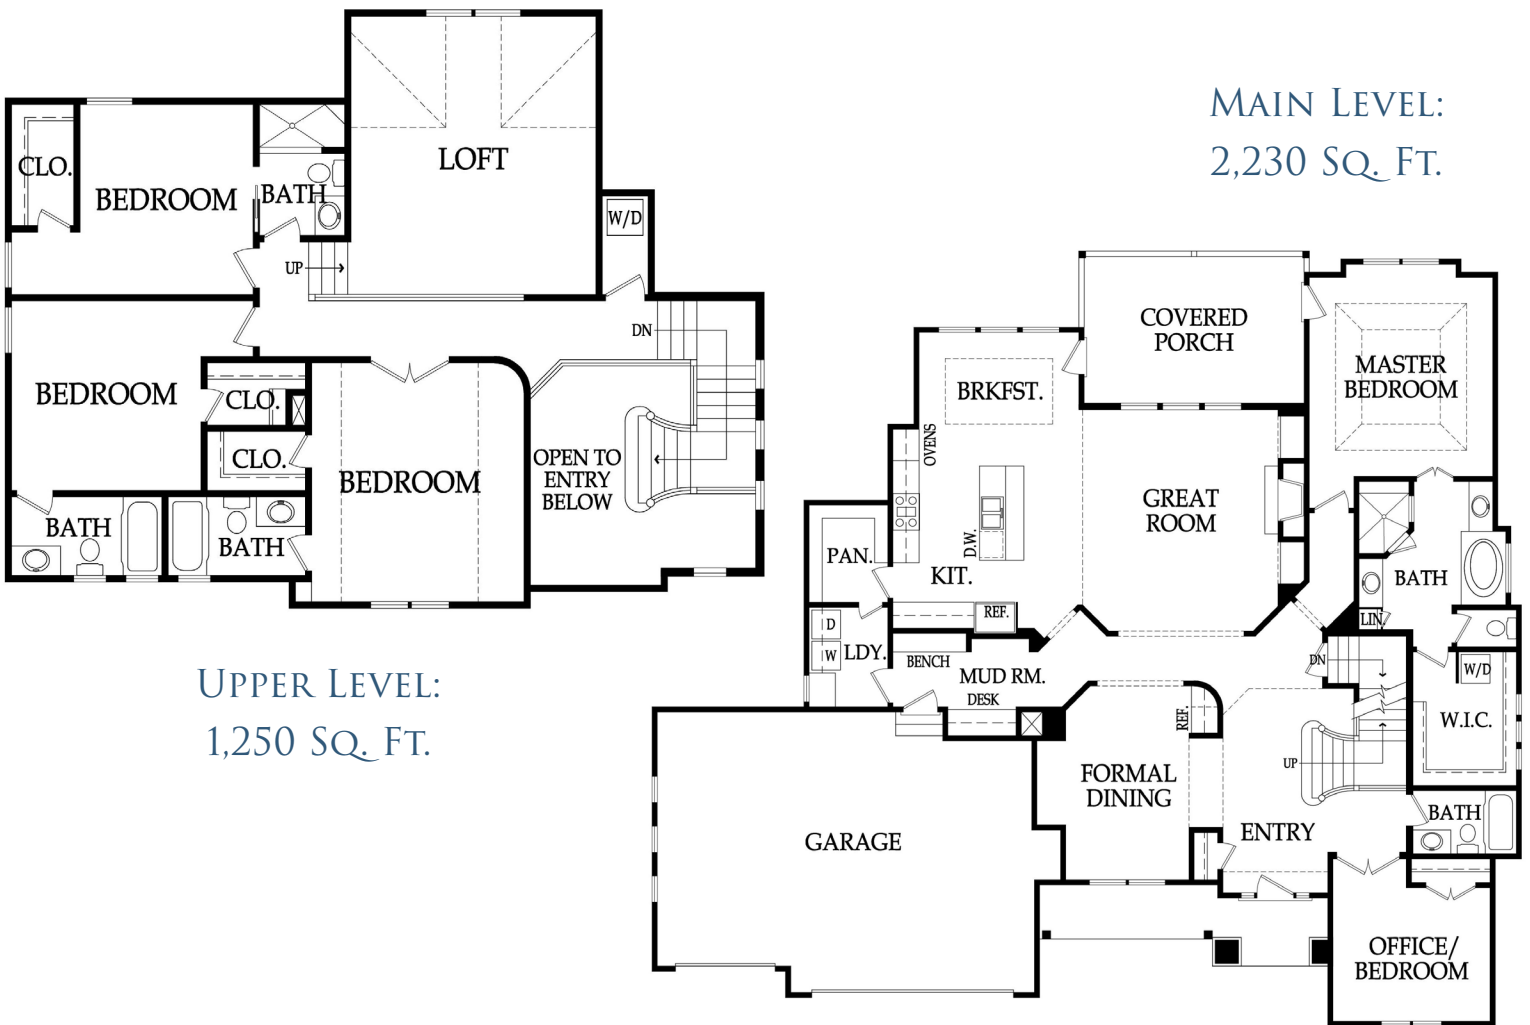 LOFT
CLO.
BEDROOM
BATH
W/D
UP
DN
BEDROOM
CLO.
CLO.
BEDROOM
OPEN TO
ENTRY
BELOW
BATH
BATH
UPPER LEVEL:
1,250 SQ. FT.
MAIN LEVEL:
2,230 SQ. FT.
COVERED
PORCH
MASTER
BEDROOM
BRKFST.
OVENS
GREAT
ROOM
D.W.
PAN.
KIT.
BATH
REF.
LIN.
D
W
LDY.
BENCH
MUD RM.
DESK
DN
W/D
W.I.C.
REF.
UP
FORMAL
DINING
ENTRY
BATH
GARAGE
OFFICE/
BEDROOM